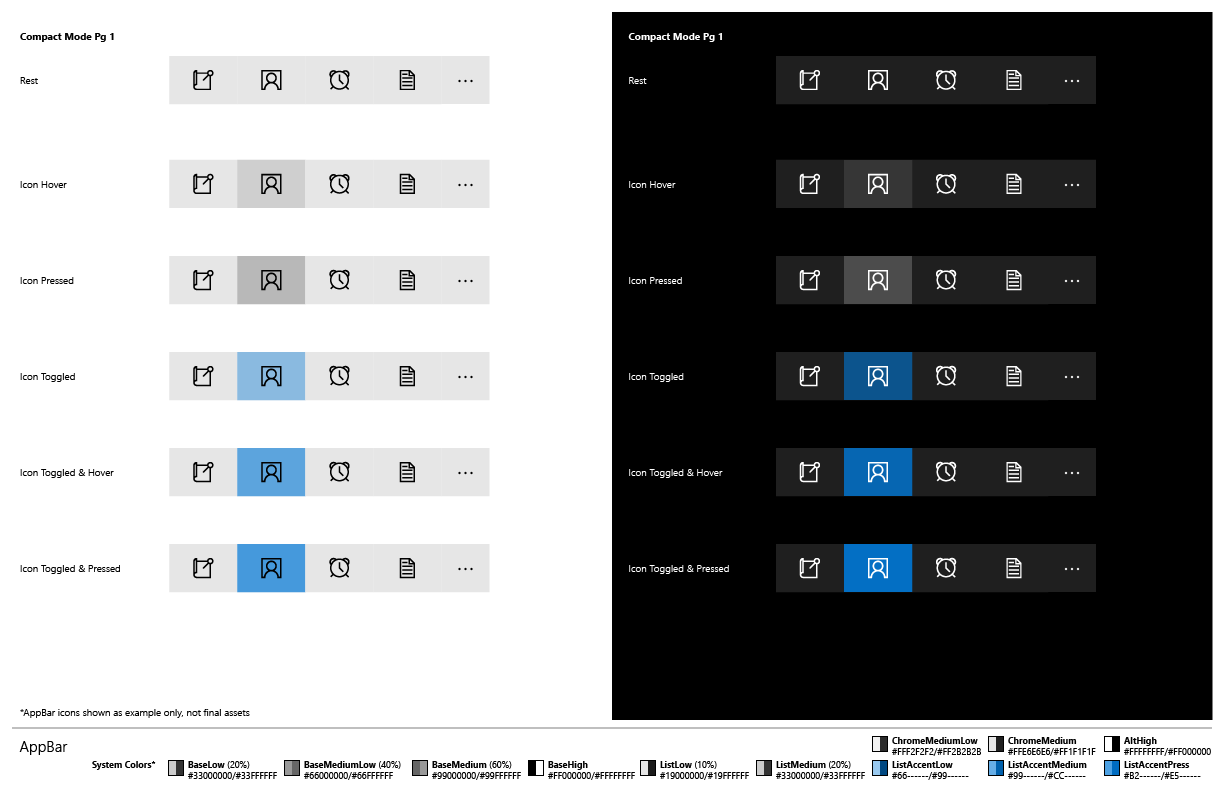 Compact Mode Pg 1
Rest
Icon Hover
Icon Pressed
Icon Toggled
Icon Toggled & Hover
Icon Toggled & Pressed
*AppBar icons shown as example only, not final assets
Compact Mode Pg 1
Rest
Icon Hover
Icon Pressed
Icon Toggled
Icon Toggled & Hover
Icon Toggled & Pressed
AppBar
ChromeMediumLow
#FFF2F2F2/#FF2B2B2B
ChromeMedium
#FFE6E6E6/#FF1F1F1F
AltHigh
#FFFFFFFF/#FF000000
System Colors*
BaseLow (20%)
#33000000/#33FFFFFF
BaseMediumLow (40%)
#66000000/#66FFFFFF
BaseMedium (60%)
#99000000/#99FFFFFF
BaseHigh
#FF000000/#FFFFFFFF
ListLow (10%)
#19000000/#19FFFFFF
ListMedium (20%)
#33000000/#33FFFFFF
ListAccentLow
#66------/#99------
ListAccentMedium
#99------/#CC------
ListAccentPress
#B2------/#E5------